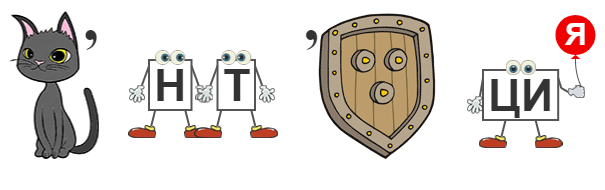 , Н Т , ЦИ Я